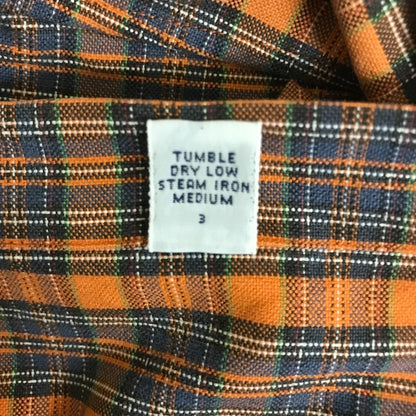 TUMBLE
DRY LOW
STEAM IRON
MEDIUM
3